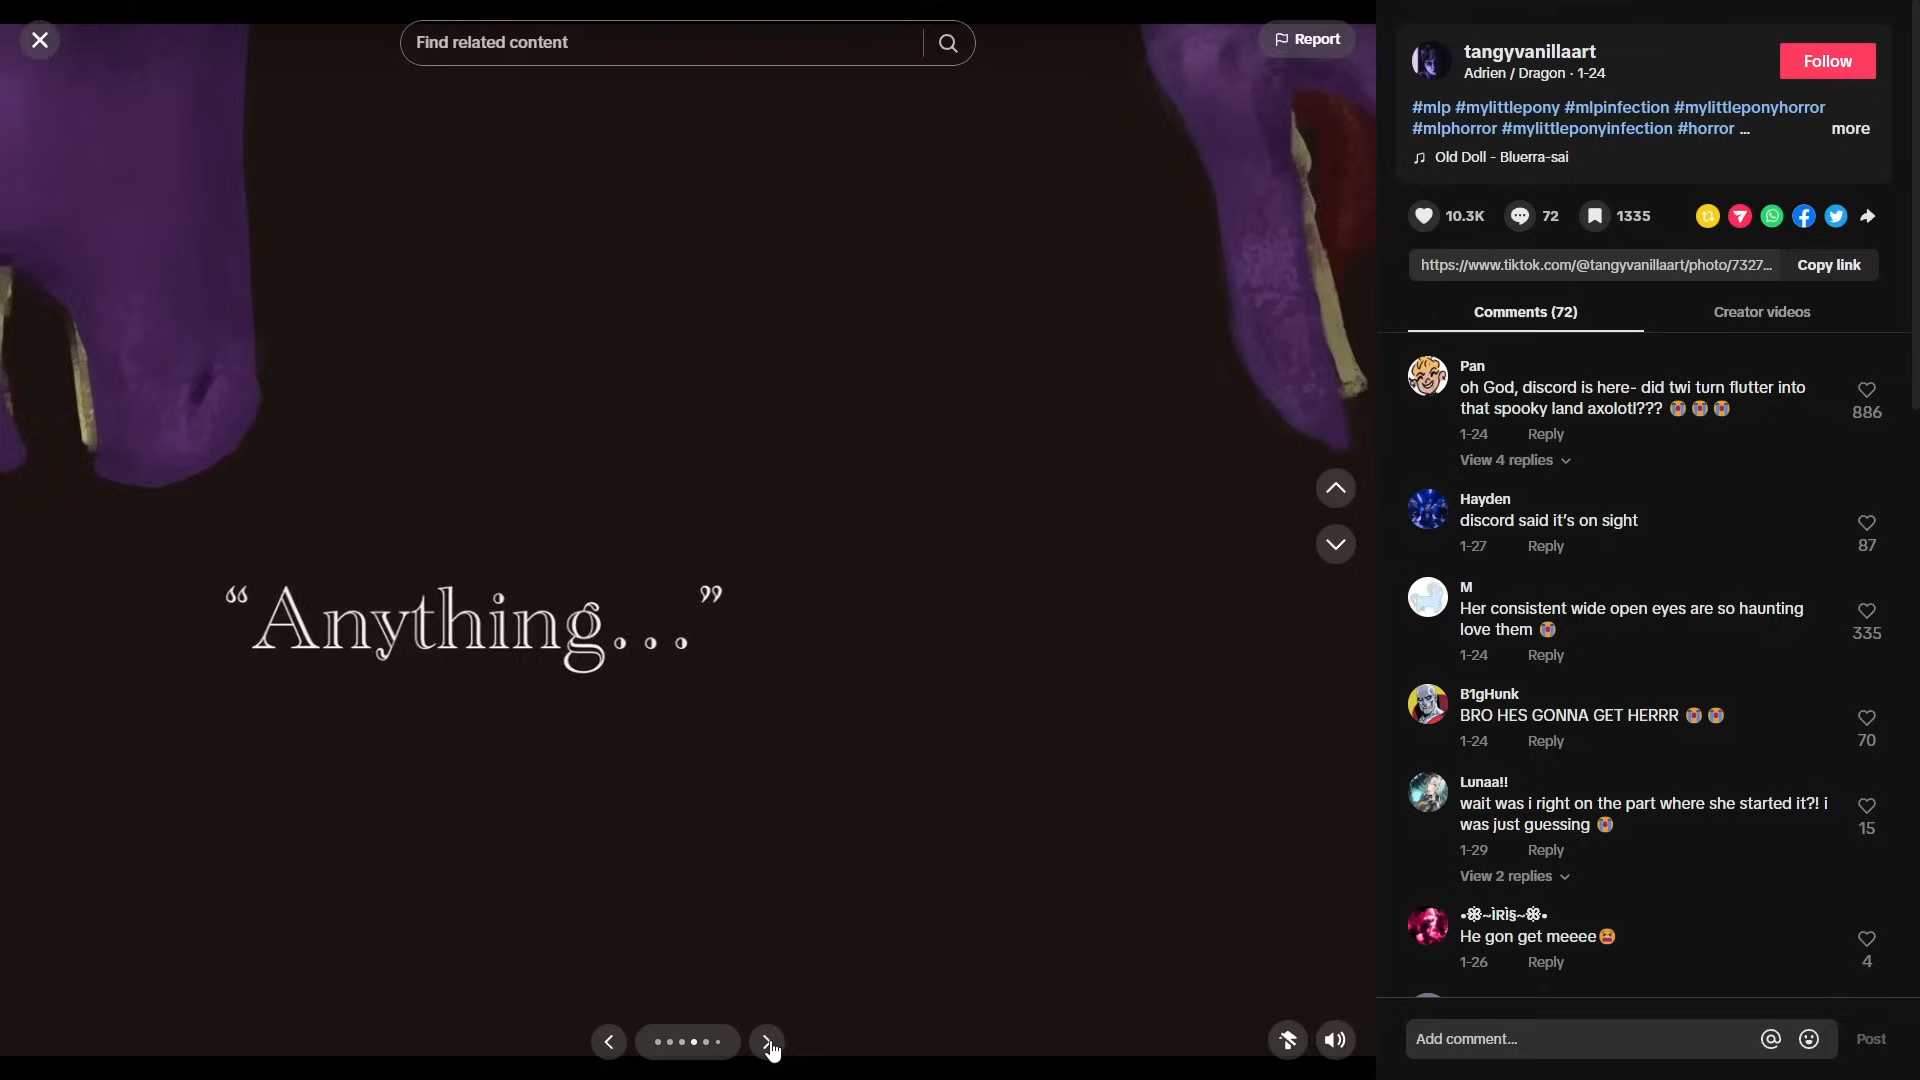 Find related content
Report
“Anything...”
tangyvanillaart
Adrien / Dragon · 1-24
Follow
#mlp #mylittlepony #mlpinfection #mylittleponyhorror
#mlphorror #mylittleponyinfection #horror ...
more
Old Doll - Bluerra-sai
10.3K
72
1335
https://www.tiktok.com/@tangyvanillaart/photo/7327...
Copy link
Comments (72)
Creator videos
Pan
oh God, discord is here- did twi turn flutter into
that spooky land axolotl??? 😭😭😭
886
1-24 Reply
View 4 replies
Hayden
discord said it’s on sight
87
1-27 Reply
M
Her consistent wide open eyes are so haunting
love them 😭
335
1-24 Reply
B1gHunk
BRO HES GONNA GET HERRR 😭😭
70
1-24 Reply
Lunaa!!
wait was i right on the part where she started it?! i
was just guessing 😭
15
1-29 Reply
View 2 replies
•ꕥ~ÌRÌ§~ꕥ•
He gon get meeee😫
4
1-26 Reply
Add comment...
Post